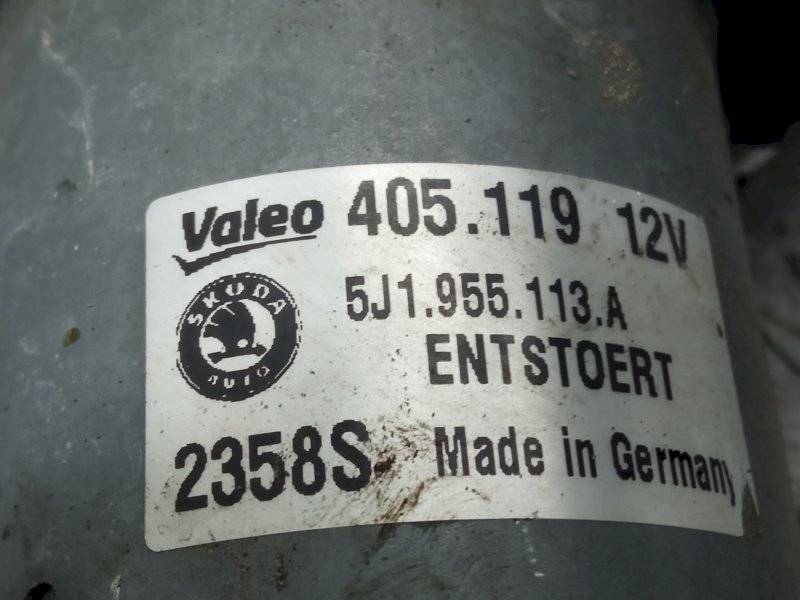 Valeo 405.119 12V
5J1.955.113.A
SKODA
AUTO
ENTSTOERT
2358S Made in Germany